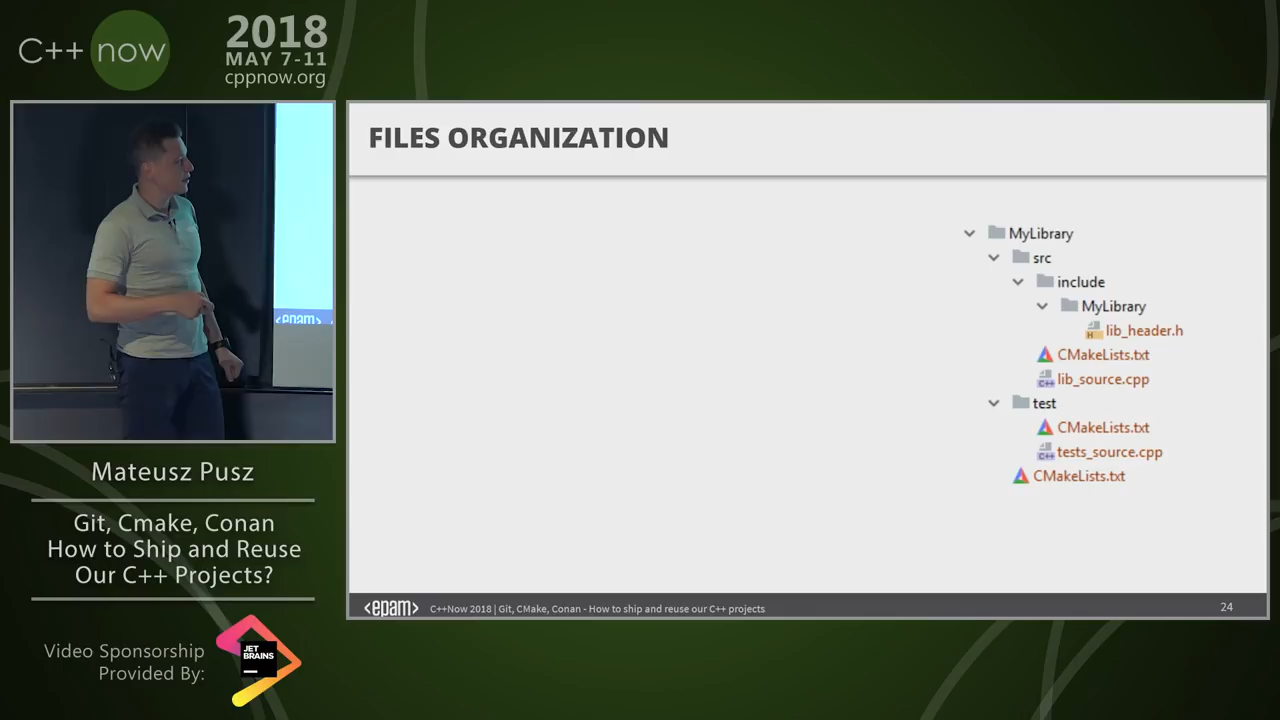 C++ now
2018
MAY 7-11
cppnow.org
<epam>
Mateusz Pusz
Git, Cmake, Conan
How to Ship and Reuse
Our C++ Projects?
Video Sponsorship
Provided By:
JET
BRAINS
FILES ORGANIZATION
MyLibrary
src
include
MyLibrary
H lib_header.h
CMakeLists.txt
C++ lib_source.cpp
test
CMakeLists.txt
C++ tests_source.cpp
CMakeLists.txt
<epam> C++Now 2018 | Git, CMake, Conan - How to ship and reuse our C++ projects 24